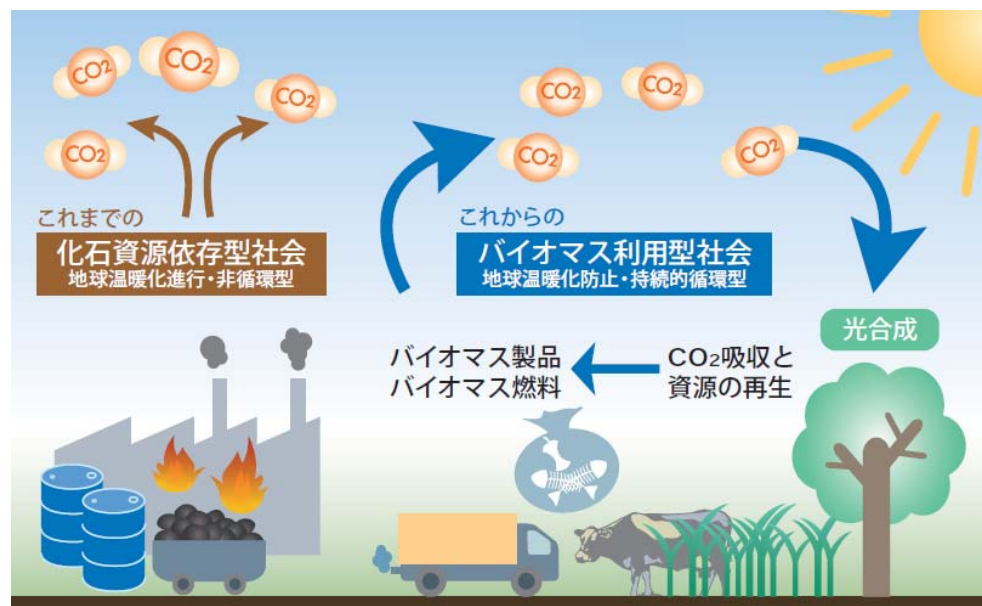 CO2
CO2
CO2
CO2
これまでの
化石資源依存型社会
地球温暖化進行・非循環型
CO2
CO2
CO2
CO2
これからの
バイオマス利用型社会
地球温暖化防止・持続的循環型
光合成
CO2吸収と
資源の再生
バイオマス製品
バイオマス燃料